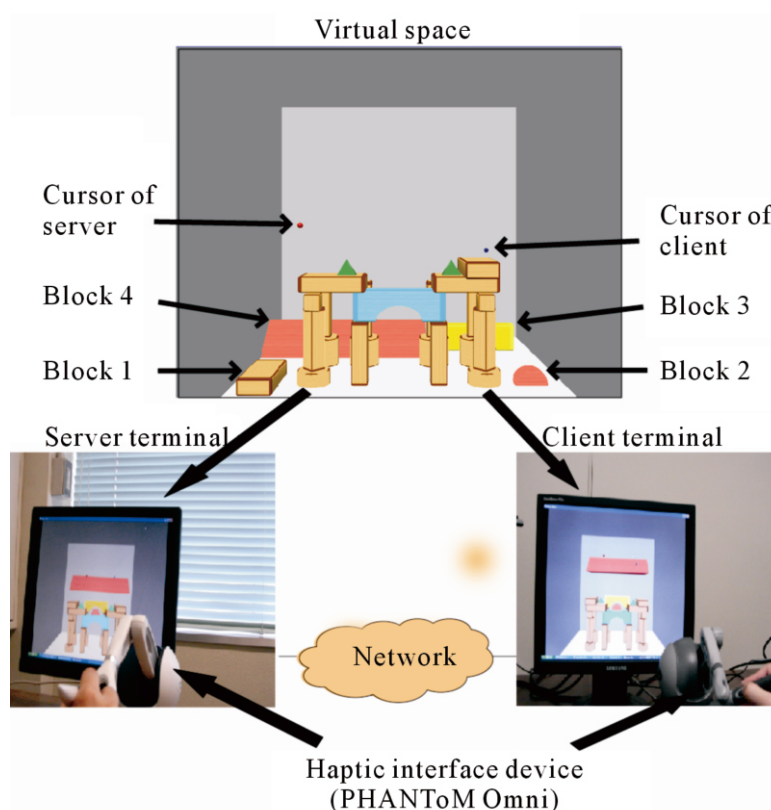 Virtual space
Cursor of
server
Cursor of
client
Block 4
Block 3
Block 1
Block 2
Server terminal
Client terminal
Network
Haptic interface device
(PHANToM Omni)